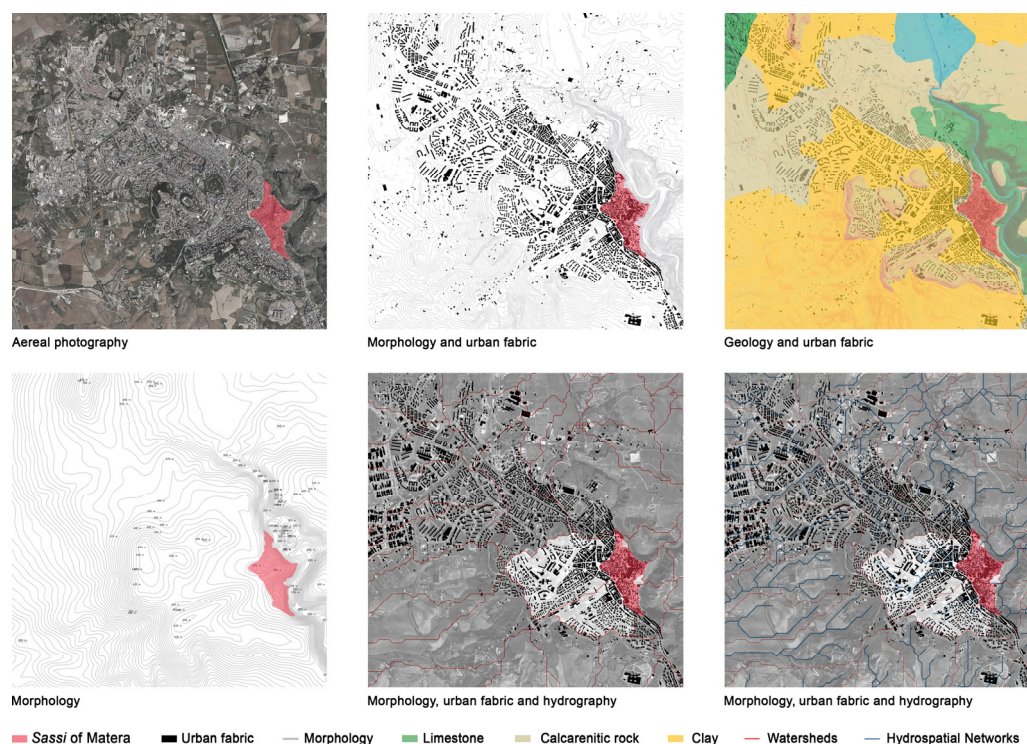 Aereal photography
Morphology and urban fabric
Geology and urban fabric
Morphology
Morphology, urban fabric and hydrography
Morphology, urban fabric and hydrography
Sassi of Matera
Urban fabric
Morphology
Limestone
Calcarenitic rock
Clay
Watersheds
Hydrospatial Networks